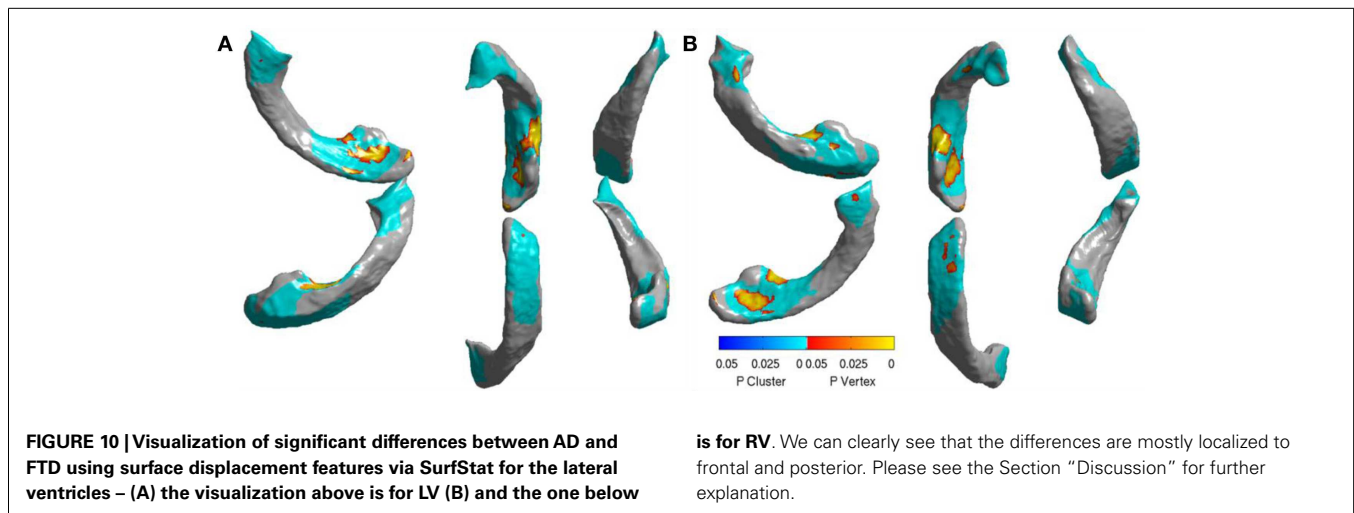 A
B
0.05 0.025 0 0.05 0.025 0
P Cluster P Vertex
FIGURE 10 | Visualization of significant differences between AD and
FTD using surface displacement features via SurfStat for the lateral
ventricles – (A) the visualization above is for LV (B) and the one below
is for RV. We can clearly see that the differences are mostly localized to
frontal and posterior. Please see the Section “Discussion” for further
explanation.